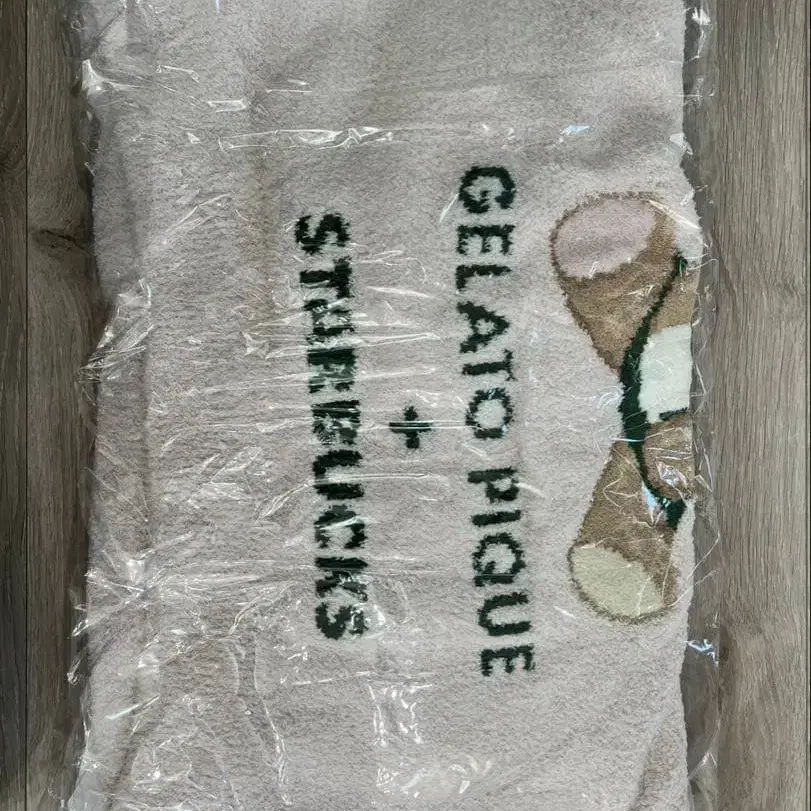 GELATO PIQUE
+
STARBUCKS